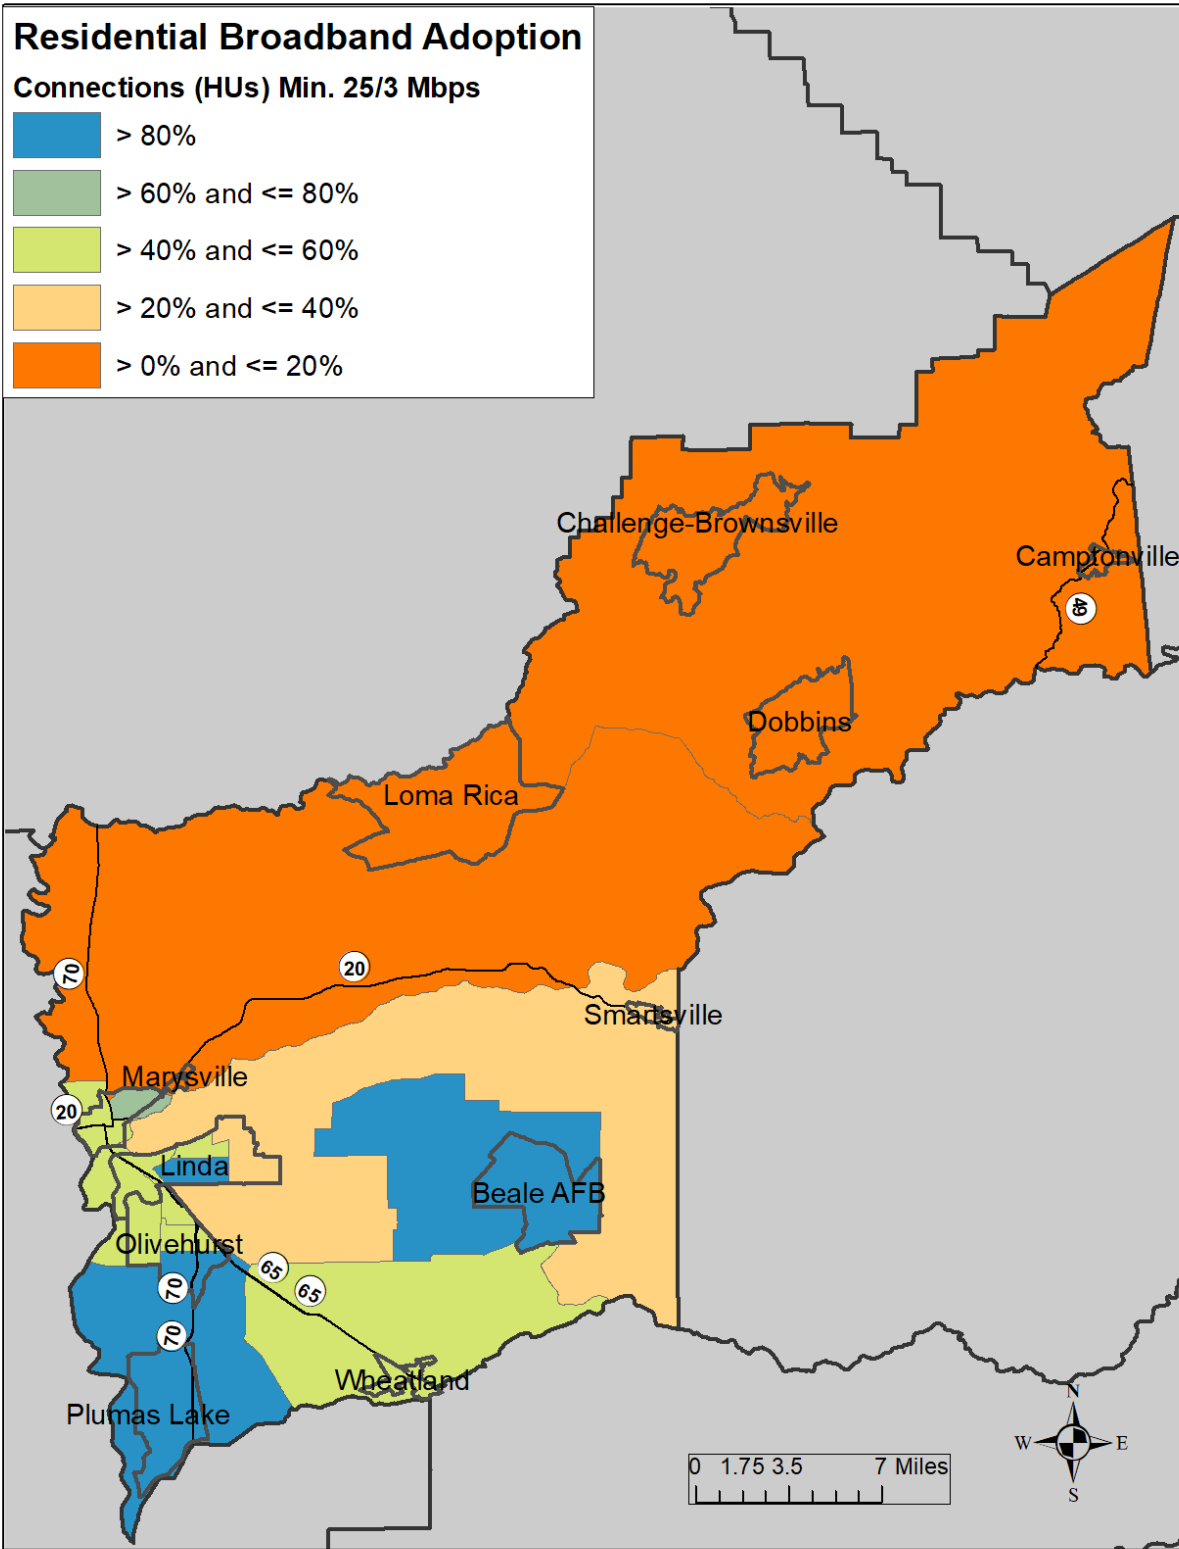 Residential Broadband Adoption
Connections (HUs) Min. 25/3 Mbps
> 80%
> 60% and <= 80%
> 40% and <= 60%
> 20% and <= 40%
> 0% and <= 20%
Challenge-Brownsville
Camptonville
49
Dobbins
Loma Rica
70
20
Smartsville
Marysville
20
Linda
Beale AFB
Olivehurst
65
70
65
70
Wheatland
Plumas Lake
N
W E
S
0 1.75 3.5 7 Miles